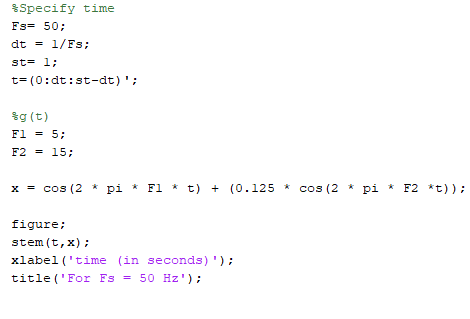 %Specify time
Fs= 50;
dt = 1/Fs;
st= 1;
t=(0:dt:st-dt)';
%g(t)
F1 = 5;
F2 = 15;
x = cos(2 * pi * F1 * t) + (0.125 * cos(2 * pi * F2 *t));
figure;
stem(t,x);
xlabel('time (in seconds)');
title('For Fs = 50 Hz');